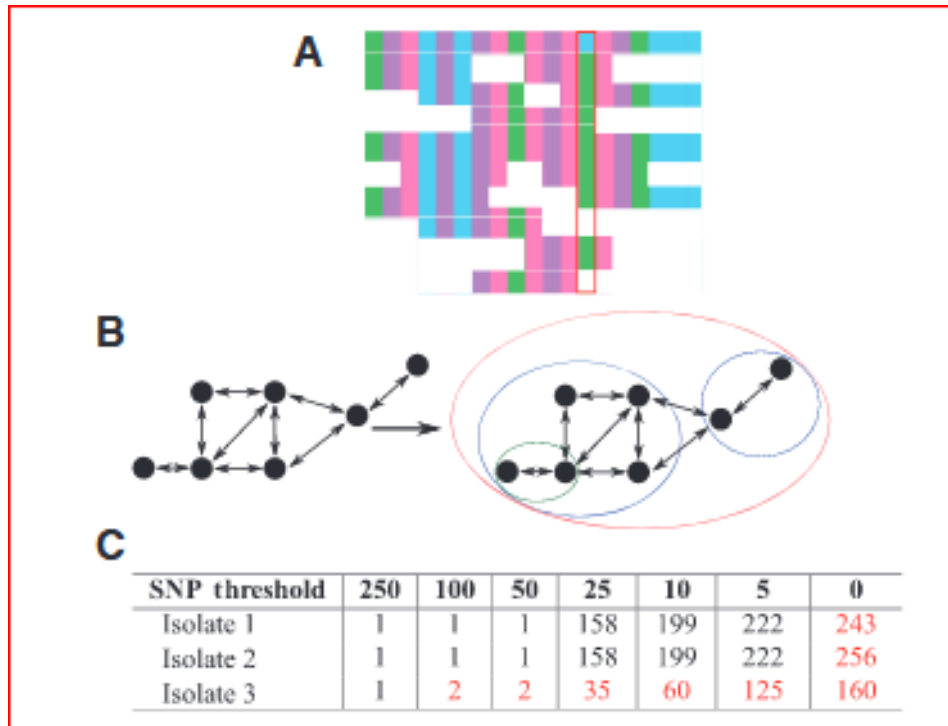 A
B
C
SNP threshold 250 100 50 25 10 5 0
Isolate 1 1 1 1 158 199 222 243
Isolate 2 1 1 1 158 199 222 256
Isolate 3 1 2 2 35 60 125 160